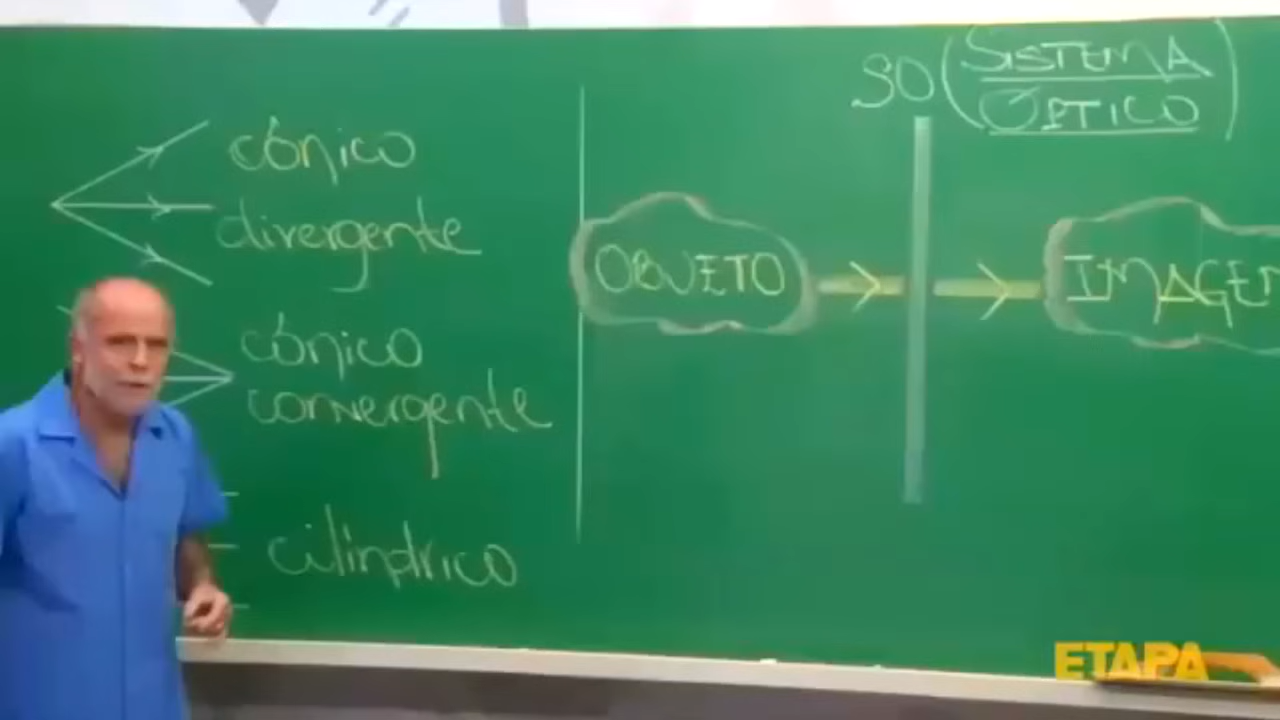 cônico
divergente
cônico
convergente
cilíndrico
SO (SISTEMA
ÓPTICO)
OBJETO
IMAGEM
ETAPA